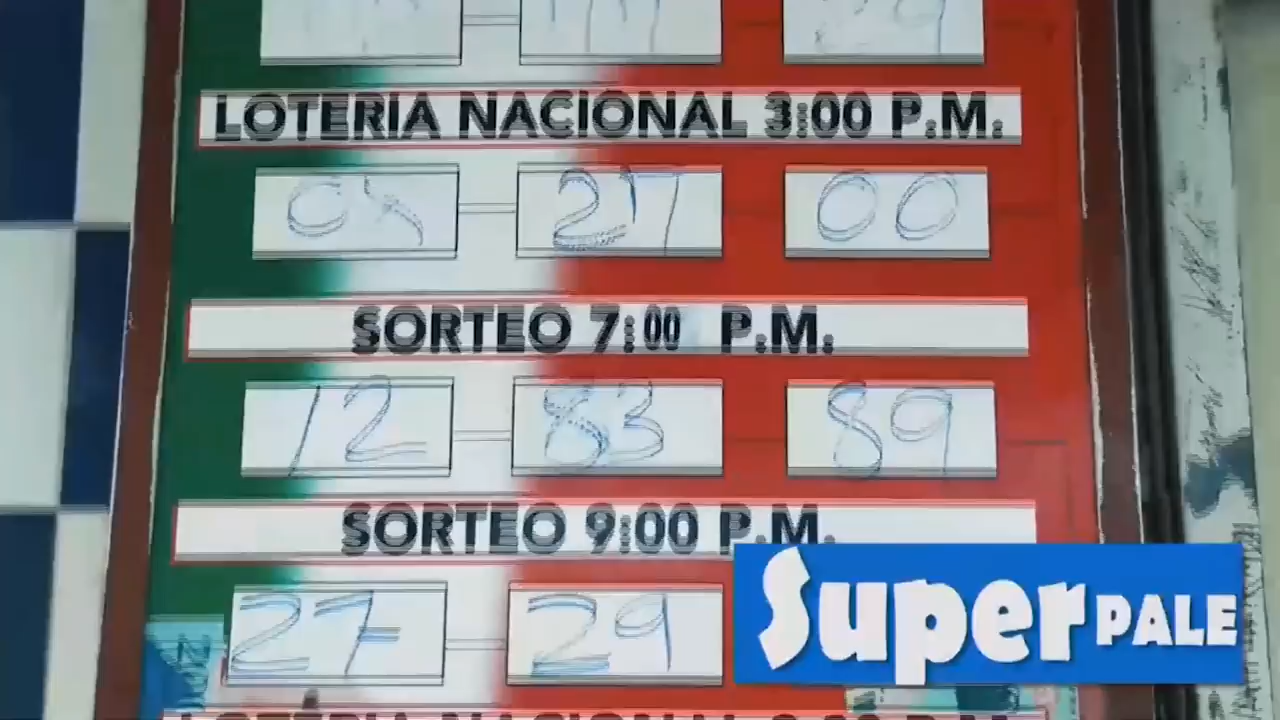 LOTERIA NACIONAL 3:00 P.M.
27 00
SORTEO 7:00 P.M.
12 83 89
SORTEO 9:00 P.M.
27 29
Super PALE